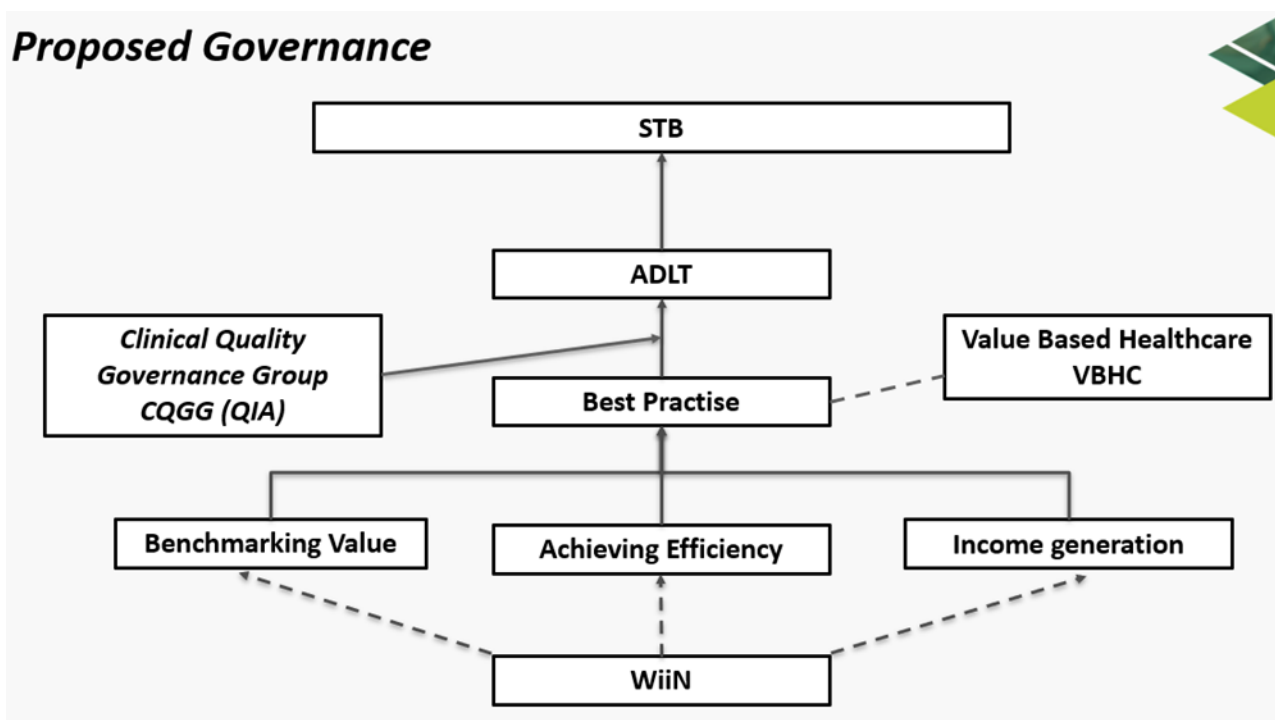 Proposed Governance
STB
ADLT
Clinical Quality
Governance Group
CQGG (QIA)
Value Based Healthcare
VBHC
Best Practise
Benchmarking Value
Achieving Efficiency
Income generation
WiiN